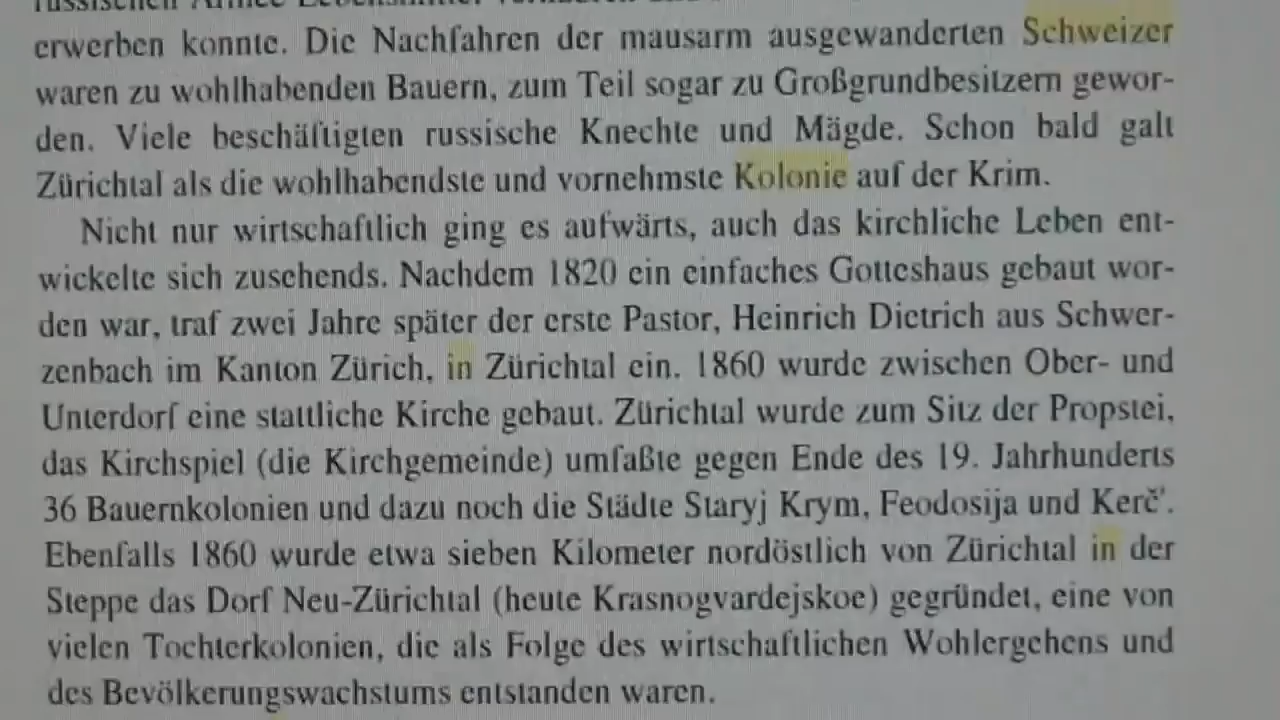 russischen Armee Lebensmittel
erwerben konnte. Die Nachfahren der mausarm ausgewanderten Schweizer
waren zu wohlhabenden Bauern, zum Teil sogar zu Großgrundbesitzern gewor-
den. Viele beschäftigten russische Knechte und Mägde. Schon bald galt
Zürichtal als die wohlhabendste und vornehmste Kolonie auf der Krim.
Nicht nur wirtschaftlich ging es aufwärts, auch das kirchliche Leben ent-
wickelte sich zusehends. Nachdem 1820 ein einfaches Gotteshaus gebaut wor-
den war, traf zwei Jahre später der erste Pastor, Heinrich Dietrich aus Schwer-
zenbach im Kanton Zürich, in Zürichtal ein. 1860 wurde zwischen Ober- und
Unterdorf eine stattliche Kirche gebaut. Zürichtal wurde zum Sitz der Propstei,
das Kirchspiel (die Kirchgemeinde) umfaßte gegen Ende des 19. Jahrhunderts
36 Bauernkolonien und dazu noch die Städte Staryj Krym, Feodosija und Kerč'.
Ebenfalls 1860 wurde etwa sieben Kilometer nordöstlich von Zürichtal in der
Steppe das Dorf Neu-Zürichtal (heute Krasnogvardejskoe) gegründet, eine von
vielen Tochterkolonien, die als Folge des wirtschaftlichen Wohlergehens und
des Bevölkerungswachstums entstanden waren.